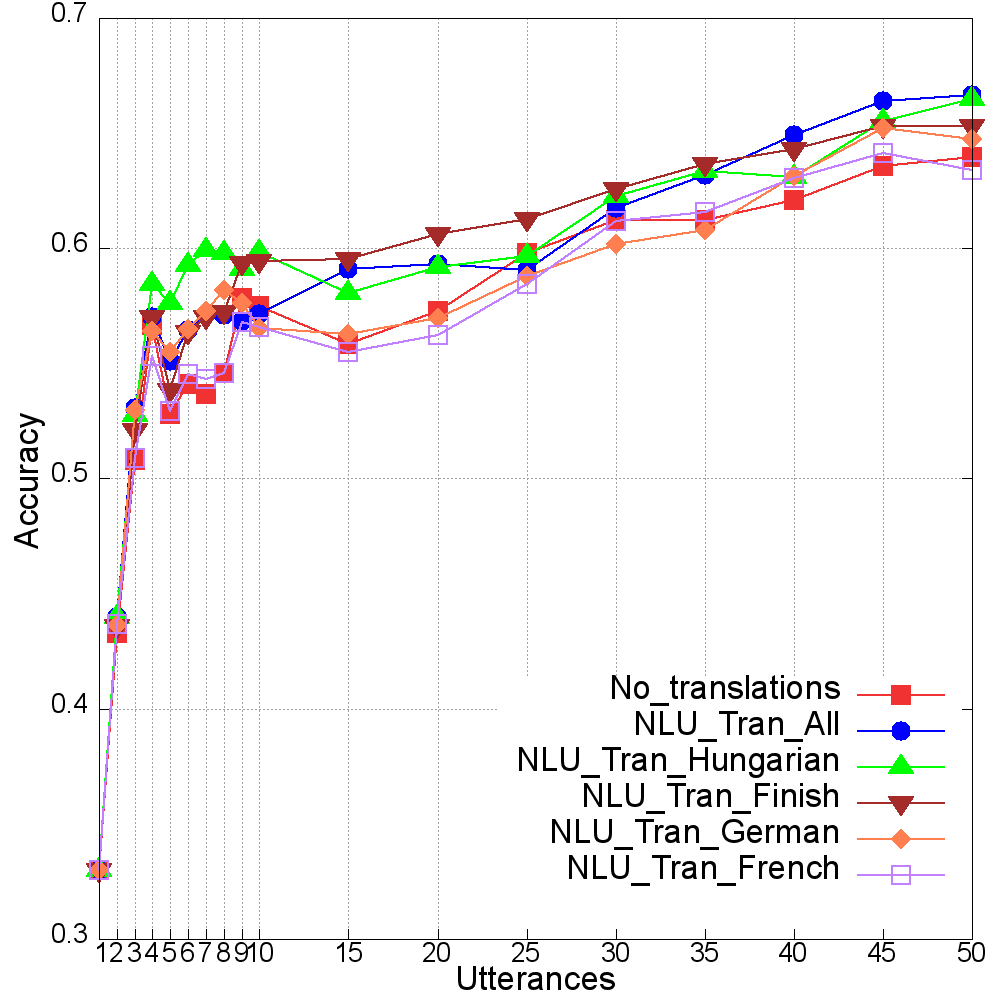 0.7
0.6
0.5
0.4
0.3
Accuracy
No_translations
NLU_Tran_All
NLU_Tran_Hungarian
NLU_Tran_Finish
NLU_Tran_German
NLU_Tran_French
1 2 3 4 5 6 7 8 9 10 15 20 25 30 35 40 45 50
Utterances